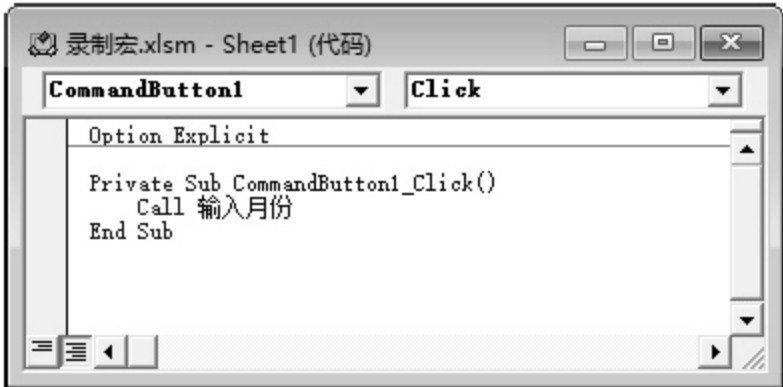 录制宏.xlsm - Sheet1 (代码)
CommandButton1 Click
Option Explicit
Private Sub CommandButton1_Click()
Call 输入月份
End Sub